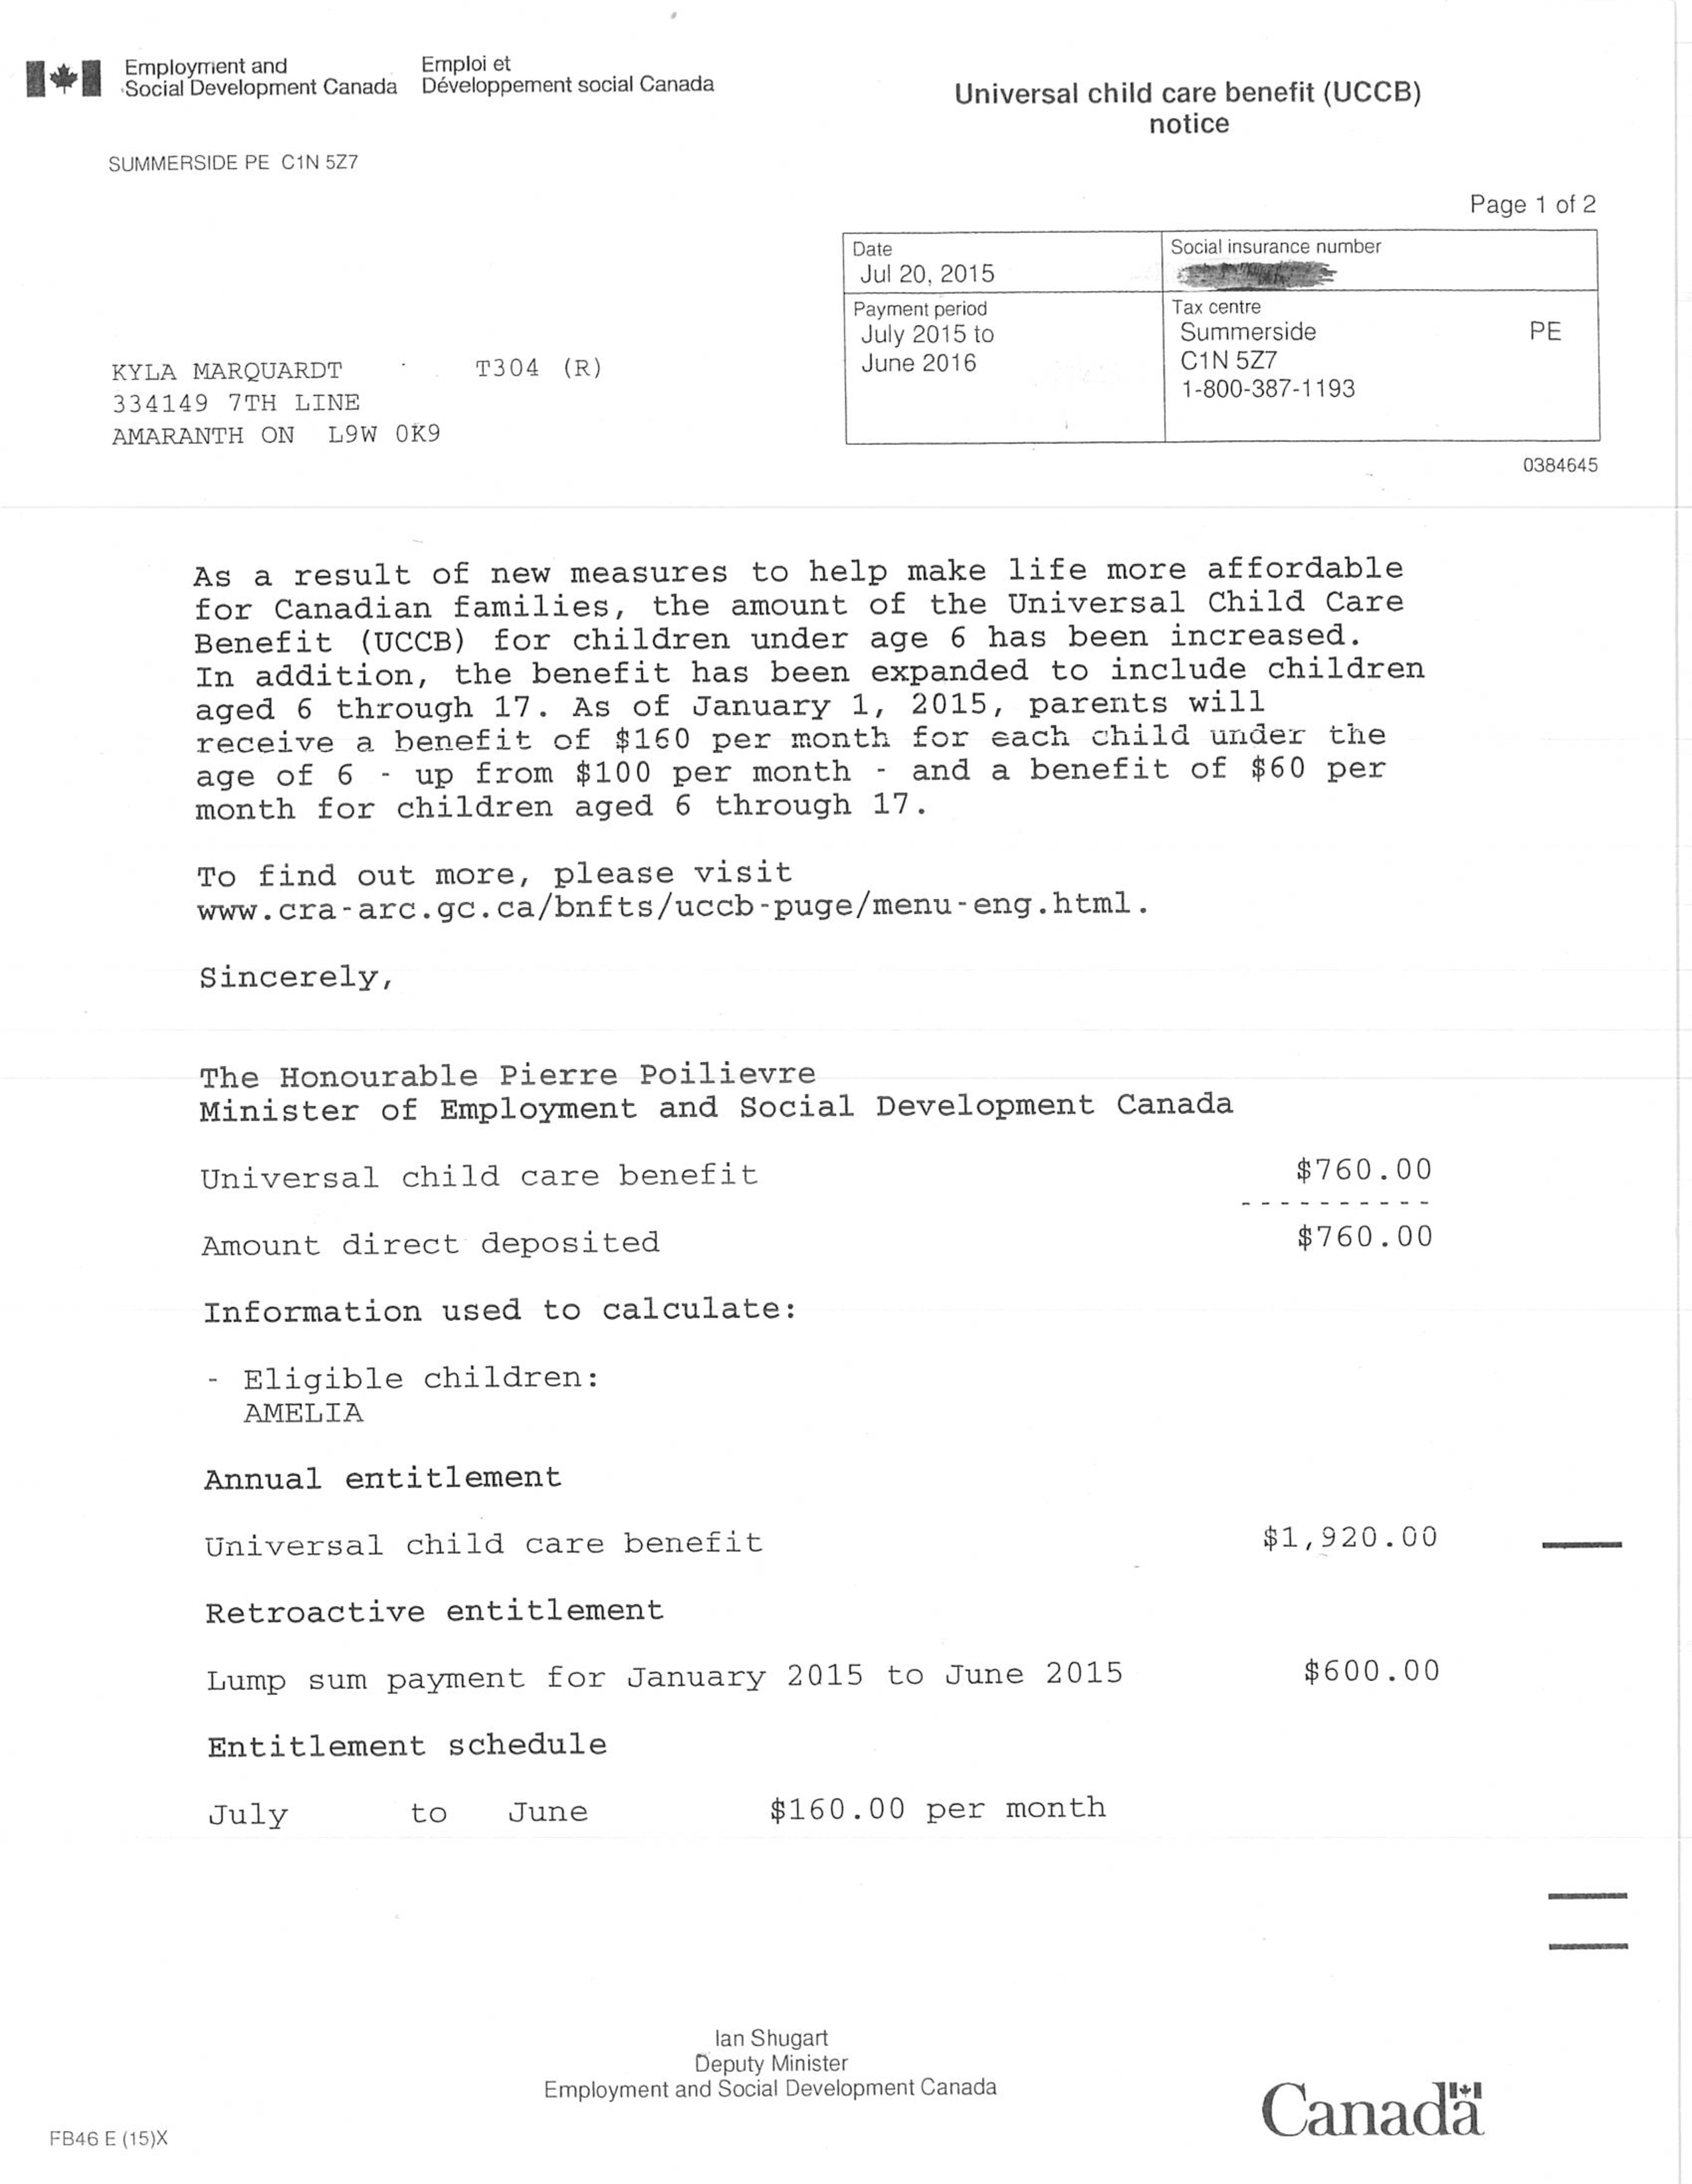 Employment and
Social Development Canada
Emploi et
Développement social Canada
Universal child care benefit (UCCB)
notice
SUMMERSIDE PE C1N 5Z7
Page 1 of 2
Date
Jul 20, 2015
Social insurance number
Payment period
July 2015 to
June 2016
Tax centre
Summerside PE
C1N 5Z7
1-800-387-1193
KYLA MARQUARDT T304 (R)
334149 7TH LINE
AMARANTH ON L9W 0K9
0384645
As a result of new measures to help make life more affordable
for Canadian families, the amount of the Universal Child Care
Benefit (UCCB) for children under age 6 has been increased.
In addition, the benefit has been expanded to include children
aged 6 through 17. As of January 1, 2015, parents will
receive a benefit of $160 per month for each child under the
age of 6 - up from $100 per month - and a benefit of $60 per
month for children aged 6 through 17.
To find out more, please visit
www.cra-arc.gc.ca/bnfts/uccb-puge/menu-eng.html.
Sincerely,
The Honourable Pierre Poilievre
Minister of Employment and Social Development Canada
Universal child care benefit $760.00
----------
Amount direct deposited $760.00
Information used to calculate:
- Eligible children:
AMELIA
Annual entitlement
Universal child care benefit $1,920.00
Retroactive entitlement
Lump sum payment for January 2015 to June 2015 $600.00
Entitlement schedule
July to June $160.00 per month
Ian Shugart
Deputy Minister
Employment and Social Development Canada
Canada
FB46 E (15)X